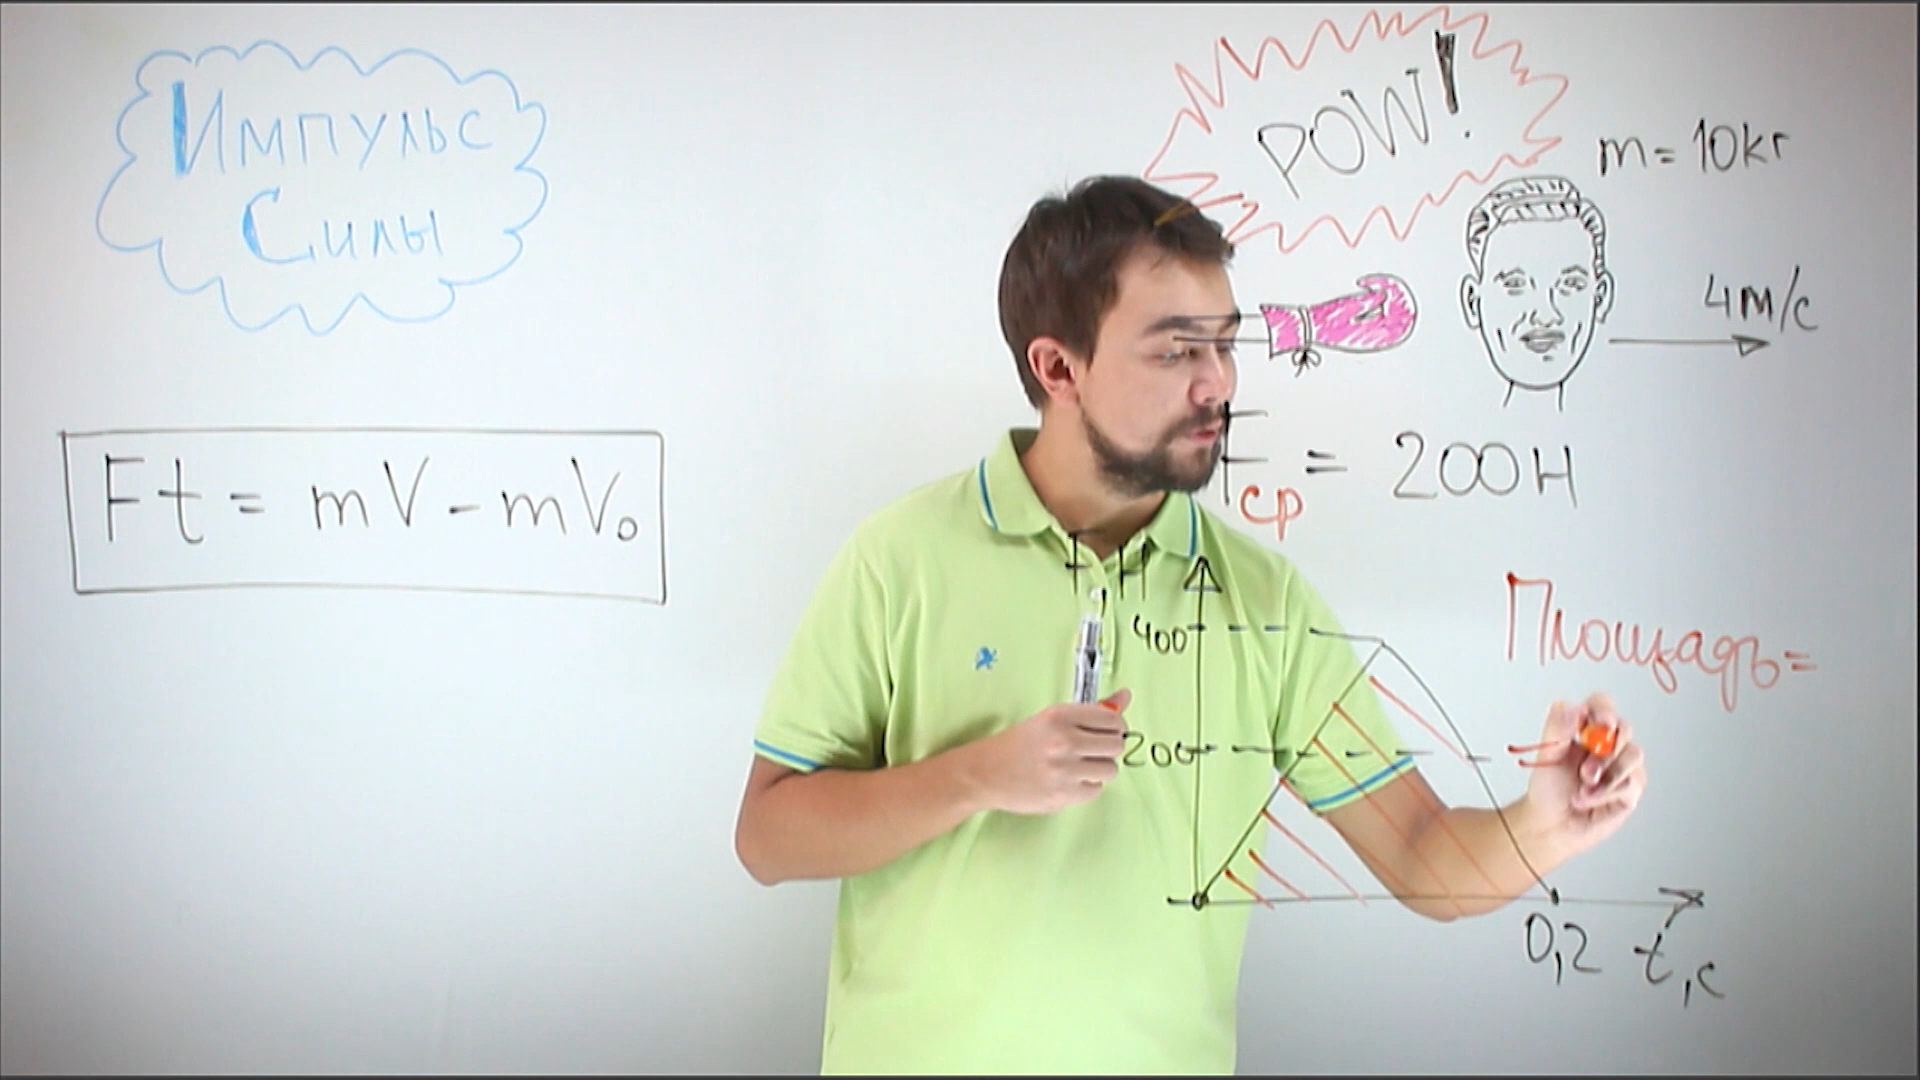 Импульс
Силы
Ft = mV - mV₀
POW!
m = 10кг
4м/с
Fср = 200Н
F Н
400
200
Площадь =
=
0,2
t,с